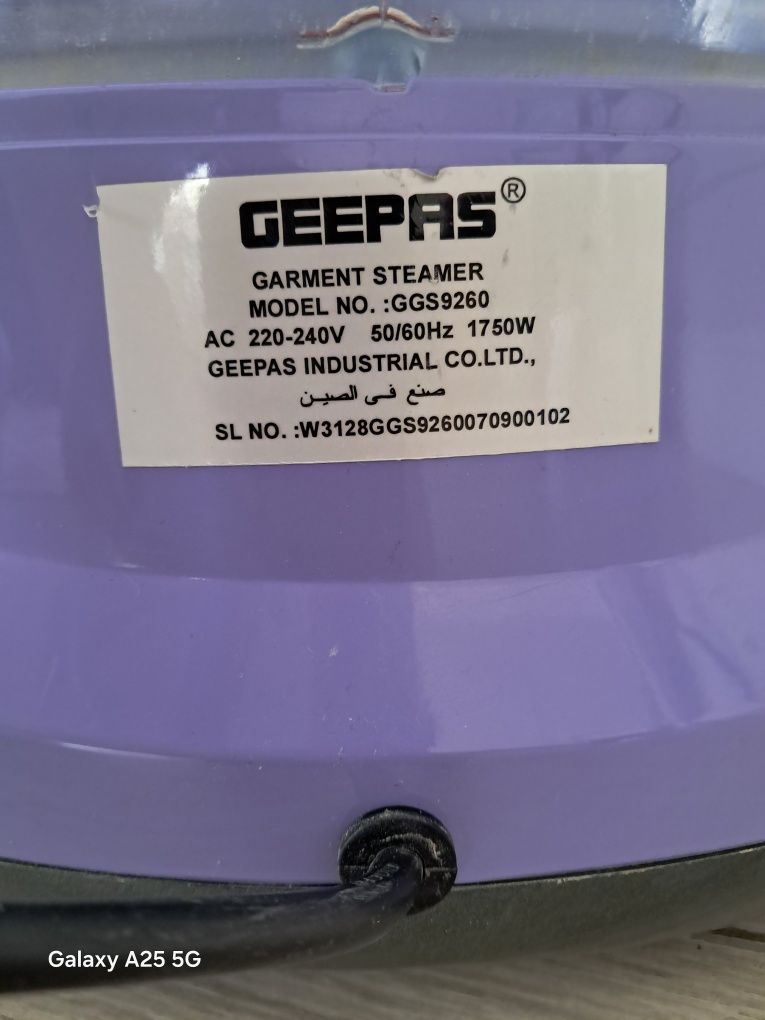 GEEPAS®
GARMENT STEAMER
MODEL NO. :GGS9260
AC 220-240V 50/60Hz 1750W
GEEPAS INDUSTRIAL CO.LTD.,
صنع فى الصين
SL NO. :W3128GGS9260070900102
Galaxy A25 5G